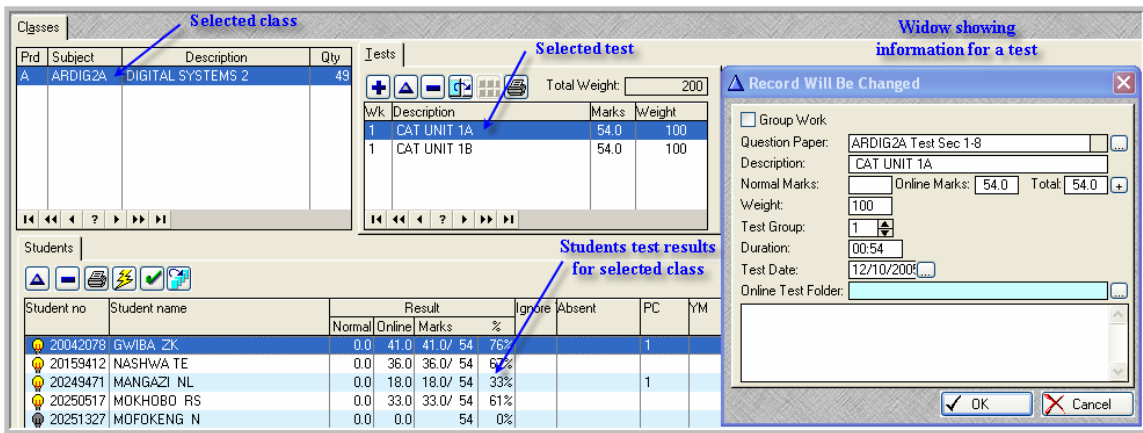 Classes
Selected class
Prd Subject Description Qty
A ARDIG2A DIGITAL SYSTEMS 2 49
Tests
Selected test
Total Weight: 200
Wk Description Marks Weight
1 CAT UNIT 1A 54.0 100
1 CAT UNIT 1B 54.0 100
Widow showing
information for a test
Record Will Be Changed
Group Work
Question Paper: ARDIG2A Test Sec 1-8 ...
Description: CAT UNIT 1A
Normal Marks: Online Marks: 54.0 Total: 54.0 +
Weight: 100
Test Group: 1
Duration: 00:54
Test Date: 12/10/2005 ...
Online Test Folder: ...
OK Cancel
Students
Students test results
for selected class
Student no Student name Result Ignore Absent PC YM
Normal Online Marks %
20042078 GWIBA ZK 0.0 41.0 41.0/ 54 76% 1
20159412 NASHWA TE 0.0 36.0 36.0/ 54 67%
20249471 MANGAZI NL 0.0 18.0 18.0/ 54 33% 1
20250517 MOKHOBO RS 0.0 33.0 33.0/ 54 61%
20251327 MOFOKENG N 0.0 0.0 54 0%